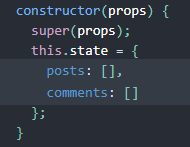 constructor(props) {
super(props);
this.state = {
posts: [],
comments: []
};
}